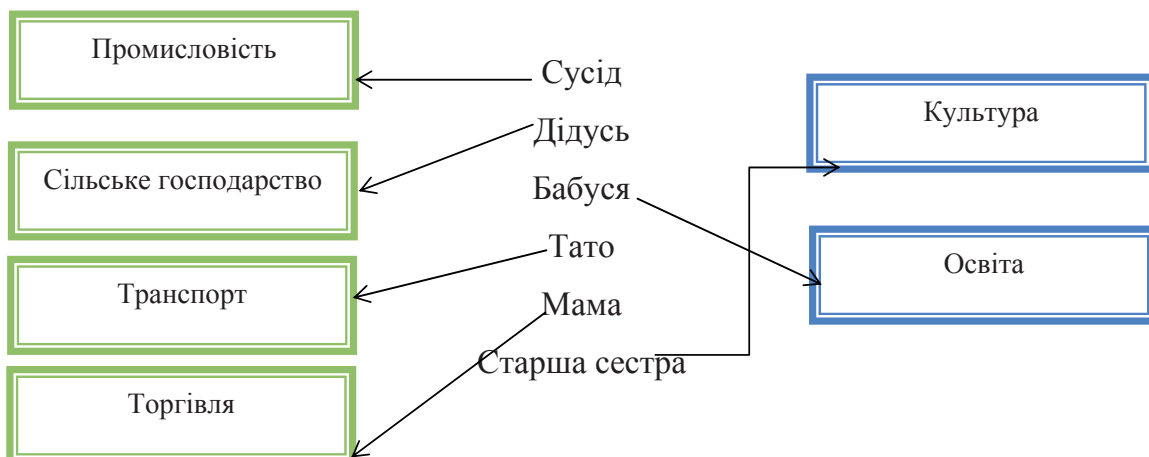 Промисловість
Сільське господарство
Транспорт
Торгівля
Сусід
Дідусь
Бабуся
Тато
Мама
Старша сестра
Культура
Освіта